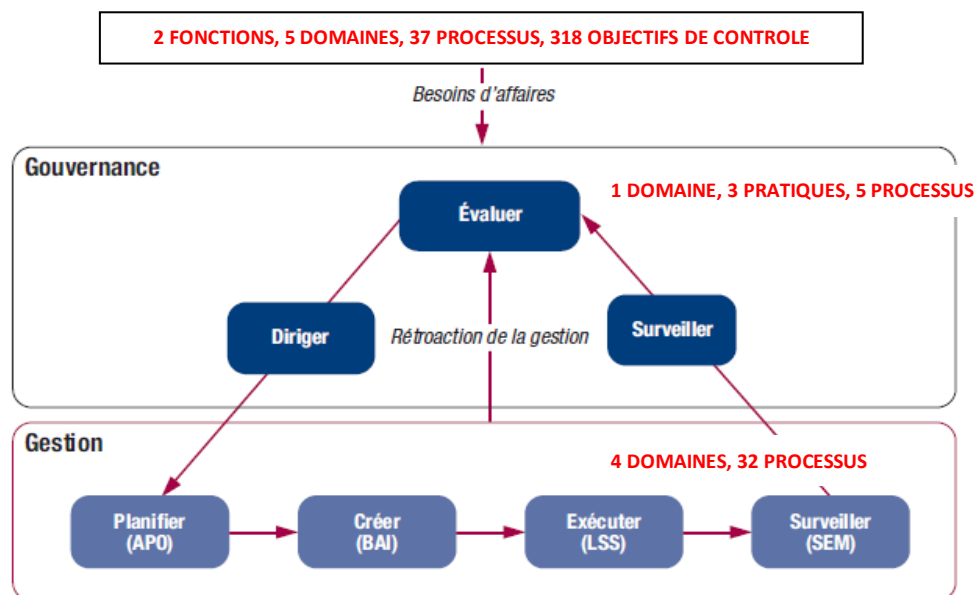 2 FONCTIONS, 5 DOMAINES, 37 PROCESSUS, 318 OBJECTIFS DE CONTROLE
Besoins d'affaires
Gouvernance
1 DOMAINE, 3 PRATIQUES, 5 PROCESSUS
Évaluer
Diriger
Rétroaction de la gestion
Surveiller
Gestion
4 DOMAINES, 32 PROCESSUS
Planifier
(APO)
Créer
(BAI)
Exécuter
(LSS)
Surveiller
(SEM)